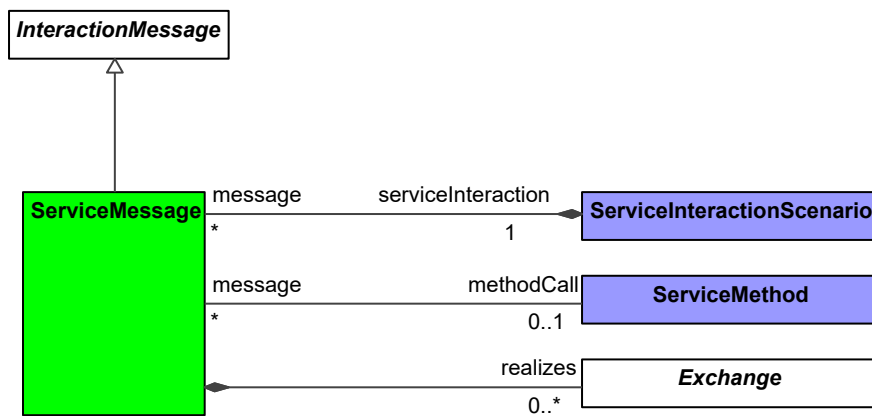 InteractionMessage
message serviceInteraction
ServiceMessage ServiceInteractionScenario
* 1
message methodCall
ServiceMethod
* 0..1
realizes
Exchange
0..*